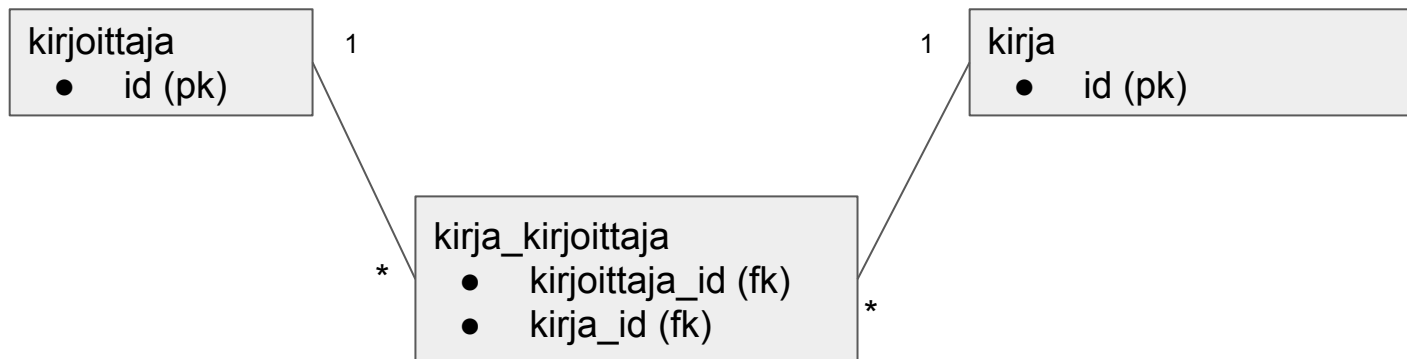 kirjoittaja
● id (pk)
1
1
kirja
● id (pk)
kirja_kirjoittaja
● kirjoittaja_id (fk)
● kirja_id (fk)
*
*